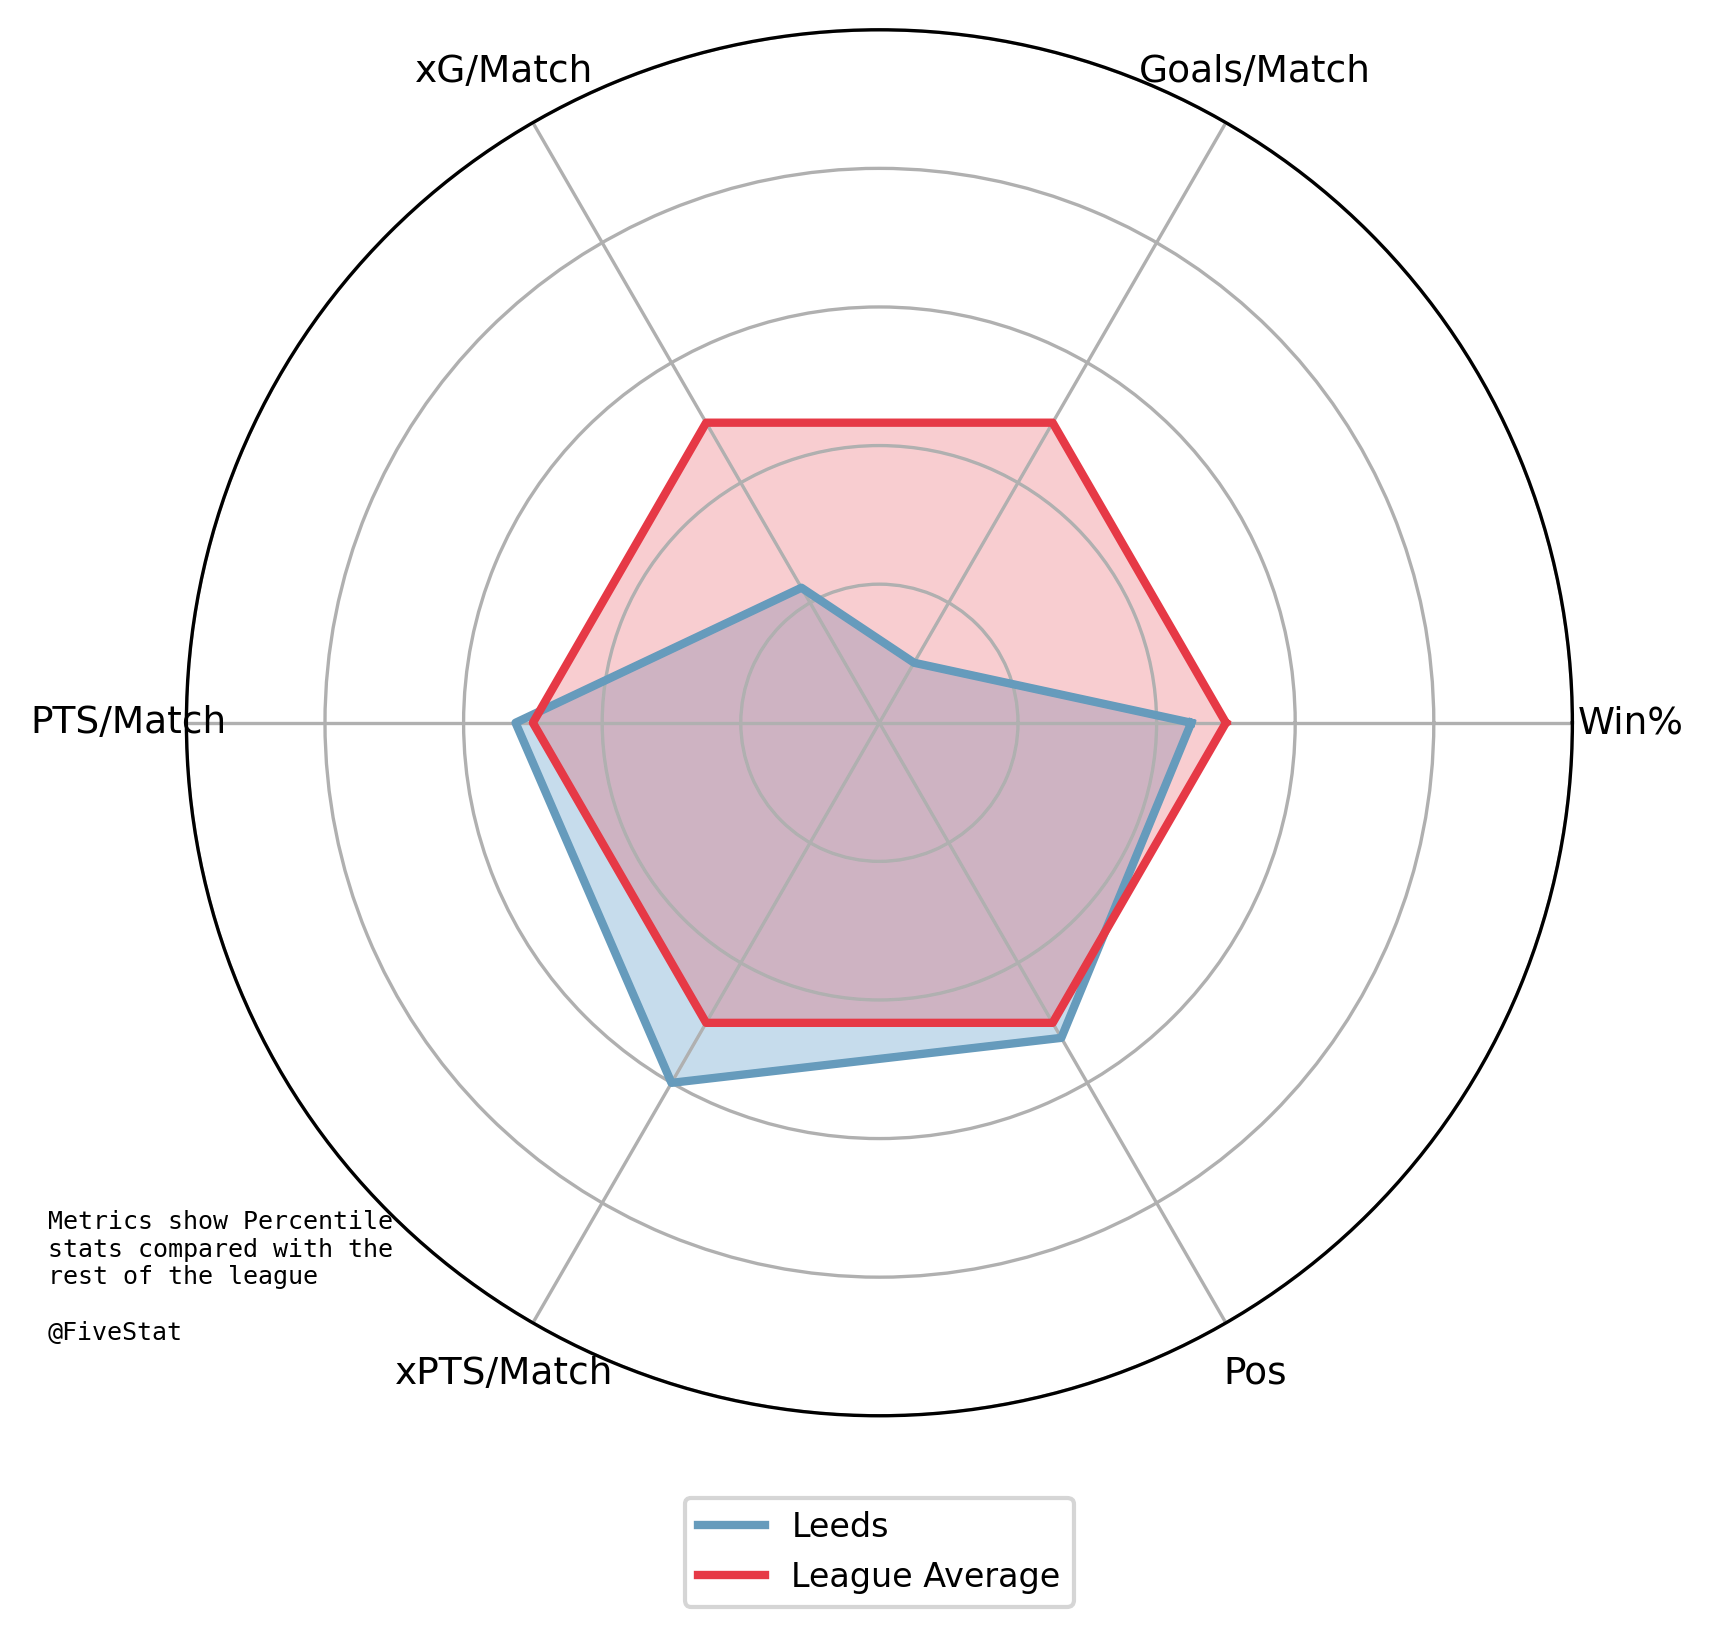 xG/Match
Goals/Match
PTS/Match
Win%
Metrics show Percentile
stats compared with the
rest of the league
@FiveStat
xPTS/Match
Pos
Leeds
League Average